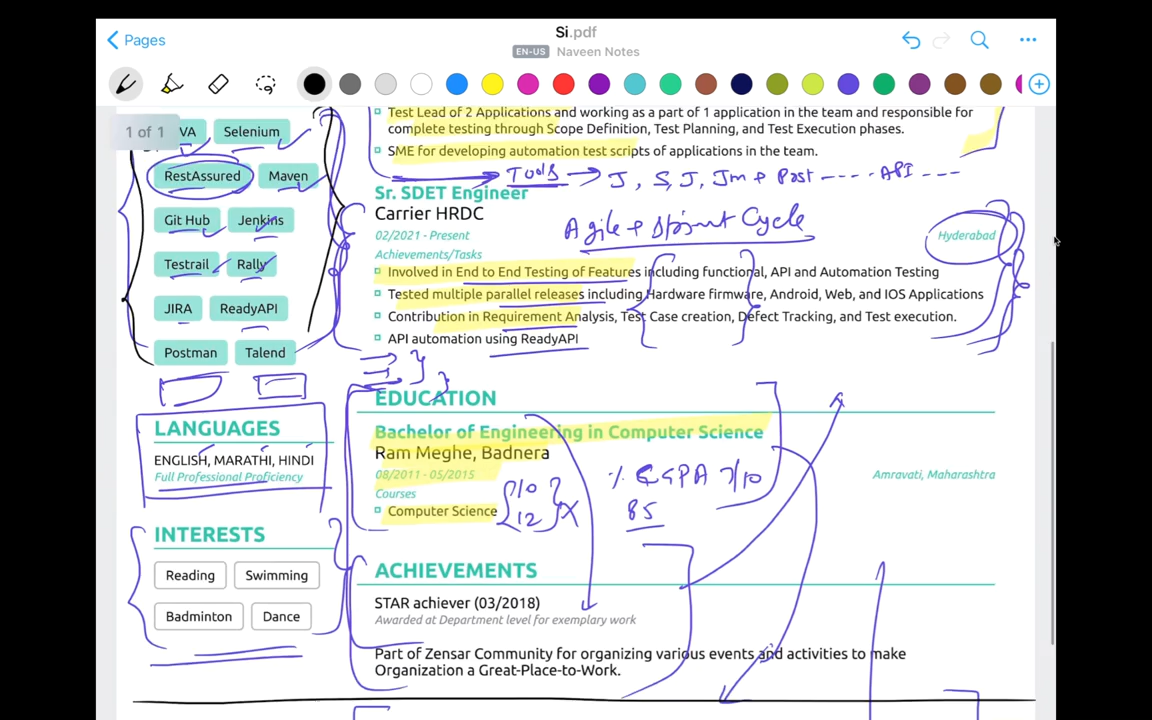 Pages
Si.pdf
EN-US Naveen Notes
1 of 1
VA Selenium
RestAssured Maven
Git Hub Jenkins
Testrail Rally
JIRA ReadyAPI
Postman Talend
LANGUAGES
ENGLISH, MARATHI, HINDI
Full Professional Proficiency
INTERESTS
Reading Swimming
Badminton Dance
Test Lead of 2 Applications and working as a part of 1 application in the team and responsible for
complete testing through Scope Definition, Test Planning, and Test Execution phases.
SME for developing automation test scripts of applications in the team.
Tools → J, S, J, Jm + Post ---- API ---
Sr. SDET Engineer
Carrier HRDC
Agile + Sprint Cycle
02/2021 - Present Hyderabad
Achievements/Tasks
Involved in End to End Testing of Features including functional, API and Automation Testing
Tested multiple parallel releases including Hardware firmware, Android, Web, and IOS Applications
Contribution in Requirement Analysis, Test Case creation, Defect Tracking, and Test execution.
API automation using ReadyAPI
EDUCATION
Bachelor of Engineering in Computer Science
Ram Meghe, Badnera
08/2011 - 05/2015 Amravati, Maharashtra
% CGPA 7/10
Courses
Computer Science
10
12
85
ACHIEVEMENTS
STAR achiever (03/2018)
Awarded at Department level for exemplary work
Part of Zensar Community for organizing various events and activities to make
Organization a Great-Place-to-Work.